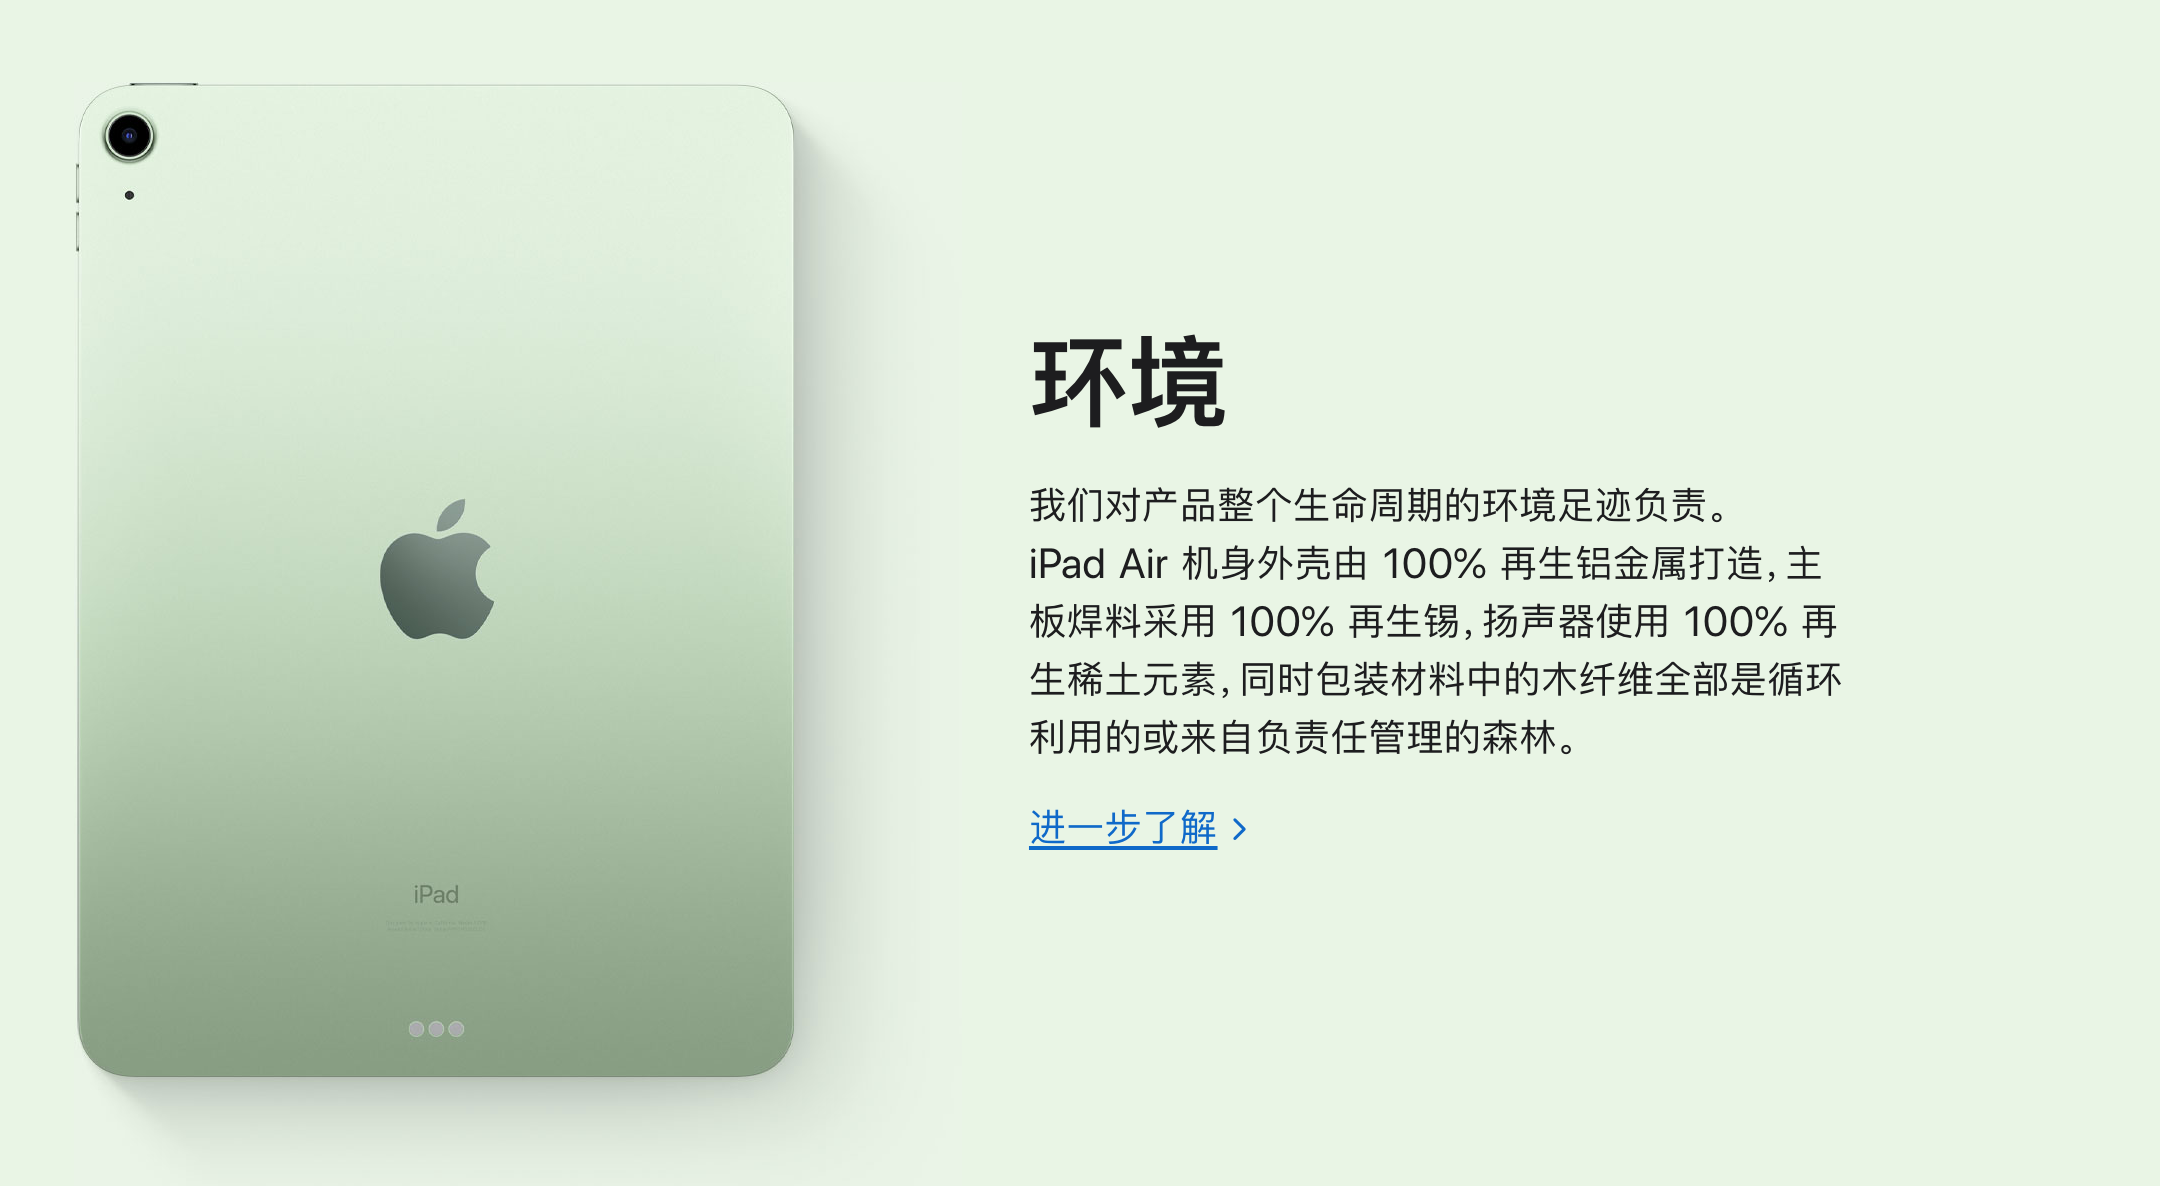 环境
我们对产品整个生命周期的环境足迹负责。
iPad Air 机身外壳由 100% 再生铝金属打造，主
板焊料采用 100% 再生锡，扬声器使用 100% 再
生稀土元素，同时包装材料中的木纤维全部是循环
利用的或来自负责任管理的森林。
进一步了解 >
iPad